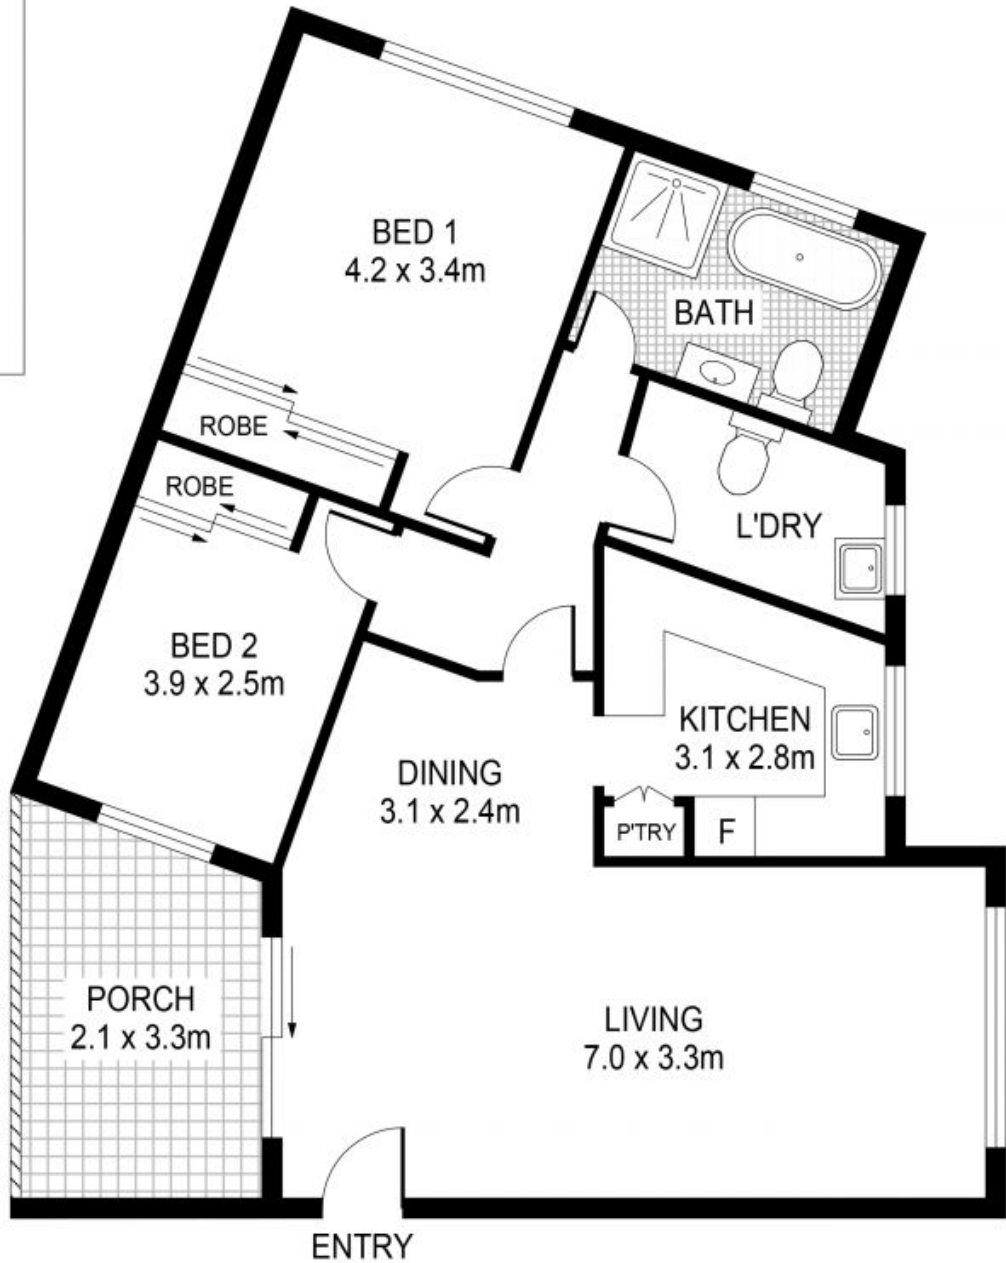 BED 1
4.2 x 3.4m
BATH
ROBE
ROBE
L'DRY
BED 2
3.9 x 2.5m
KITCHEN
3.1 x 2.8m
DINING
3.1 x 2.4m
P'TRY
F
PORCH
2.1 x 3.3m
LIVING
7.0 x 3.3m
ENTRY